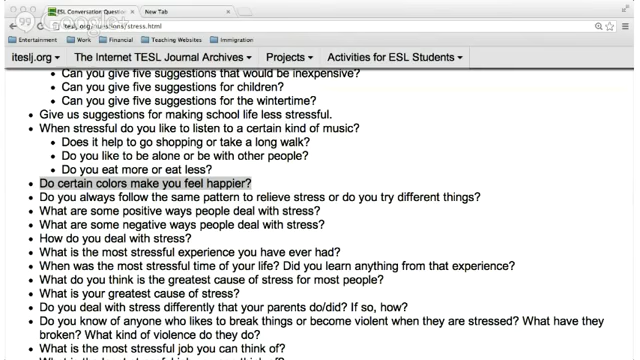 ESL Conversation Question
New Tab
iteslj.org/questions/stress.html
Entertainment Work Financial Teaching Websites Immigration
iteslj.org The Internet TESL Journal Archives Projects Activities for ESL Students
Can you give five suggestions that would be inexpensive?
Can you give five suggestions for children?
Can you give five suggestions for the wintertime?
Give us suggestions for making school life less stressful.
When stressful do you like to listen to a certain kind of music?
Does it help to go shopping or take a long walk?
Do you like to be alone or be with other people?
Do you eat more or eat less?
Do certain colors make you feel happier?
Do you always follow the same pattern to relieve stress or do you try different things?
What are some positive ways people deal with stress?
What are some negative ways people deal with stress?
How do you deal with stress?
What is the most stressful experience you have ever had?
When was the most stressful time of your life? Did you learn anything from that experience?
What do you think is the greatest cause of stress for most people?
What is your greatest cause of stress?
Do you deal with stress differently that your parents do/did? If so, how?
Do you know of anyone who likes to break things or become violent when they are stressed? What have they
broken? What kind of violence do they do?
What is the most stressful job you can think of?